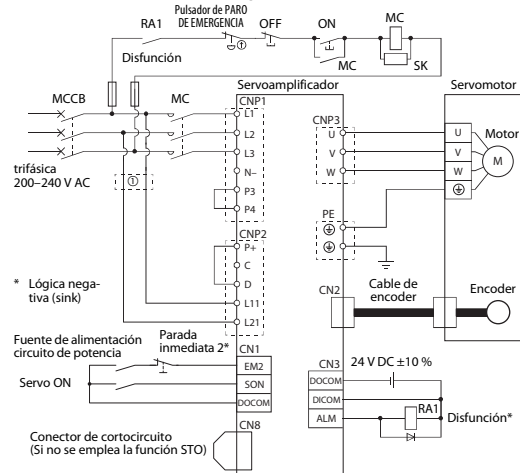 Pulsador de PARO
DE EMERGENCIA
RA1
OFF
ON
MC
①
Disfunción
MC
SK
Servoamplificador
Servomotor
MCCB
MC
CNP1
L1
L2
L3
N–
P3
P4
CNP3
U
V
W
U
V
W
Motor
M
trifásica
200–240 V AC
①
PE
CNP2
P+
C
D
L11
L21
* Lógica nega-
tiva (sink)
CN2
Cable de
encoder
Encoder
Fuente de alimentación
circuito de potencia
Parada
inmediata 2*
Servo ON
CN1
EM2
SON
DOCOM
CN3
24 V DC ±10 %
DOCOM
DICOM
ALM
RA1
Disfunción*
CN8
Conector de cortocircuito
(Si no se emplea la función STO)